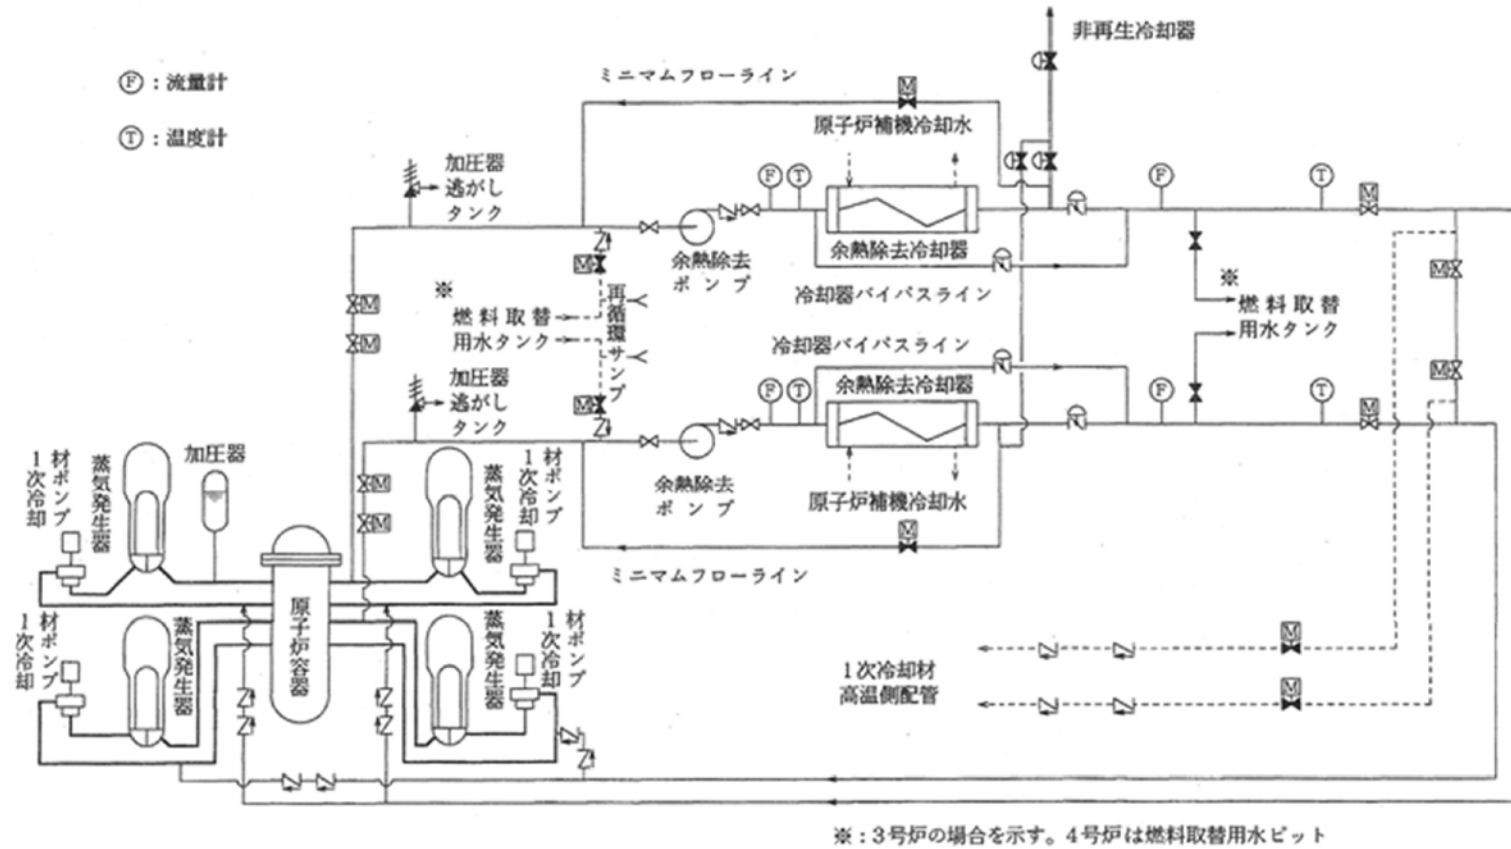 非再生冷却器
ミニマムフローライン
M
Ⓕ：流量計
原子炉補機冷却水
Ⓣ：温度計
加圧器
逃がし
タンク
F
T
F
T
M
余熱除去
ポンプ
余熱除去冷却器
M
M
※
再循環サンプ
冷却器バイパスライン
※
燃料取替
用水タンク
燃料取替
用水タンク
M
M
冷却器バイパスライン
M
加圧器
逃がし
タンク
M
F
T
余熱除去冷却器
F
T
M
余熱除去
ポンプ
原子炉補機冷却水
M
M
M
ミニマムフローライン
1次冷却
材ポンプ
蒸気発生器
加圧器
蒸気発生器
1次冷却
材ポンプ
原子炉容器
1次冷却
材ポンプ
蒸気発生器
蒸気発生器
1次冷却
材ポンプ
M
1次冷却材
高温側配管
M
※：3号炉の場合を示す。4号炉は燃料取替用水ピット